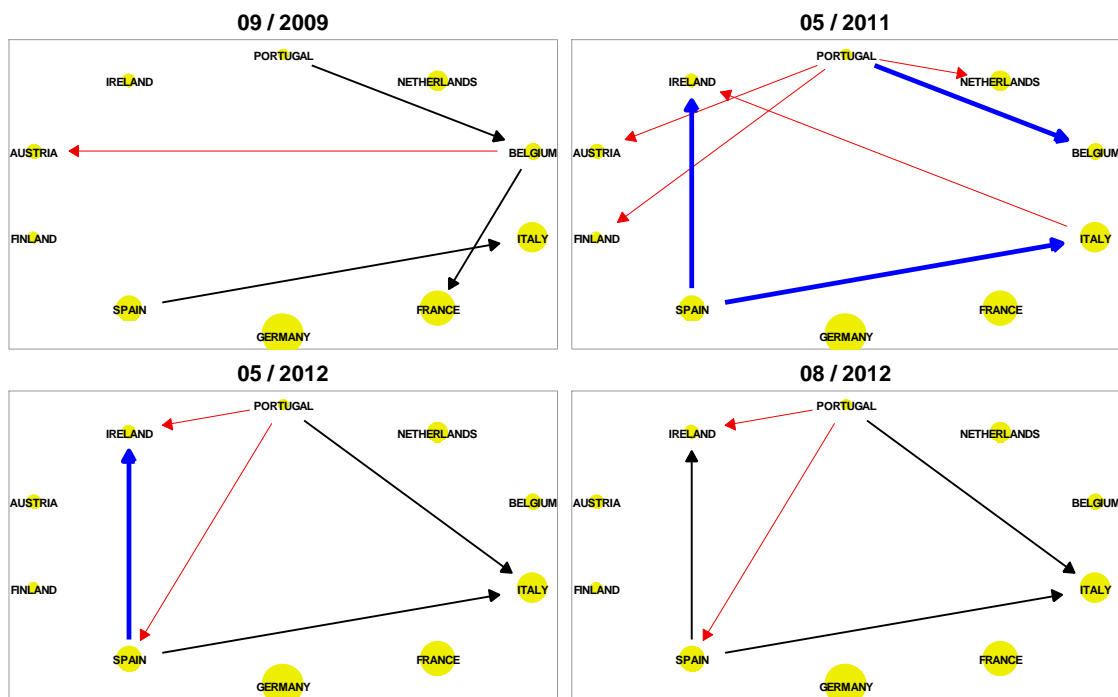 09 / 2009
PORTUGAL
IRELAND
NETHERLANDS
AUSTRIA
BELGIUM
FINLAND
ITALY
SPAIN
FRANCE
GERMANY
05 / 2011
PORTUGAL
IRELAND
NETHERLANDS
AUSTRIA
BELGIUM
FINLAND
ITALY
SPAIN
FRANCE
GERMANY
05 / 2012
PORTUGAL
IRELAND
NETHERLANDS
AUSTRIA
BELGIUM
FINLAND
ITALY
SPAIN
FRANCE
GERMANY
08 / 2012
PORTUGAL
IRELAND
NETHERLANDS
AUSTRIA
BELGIUM
FINLAND
ITALY
SPAIN
FRANCE
GERMANY